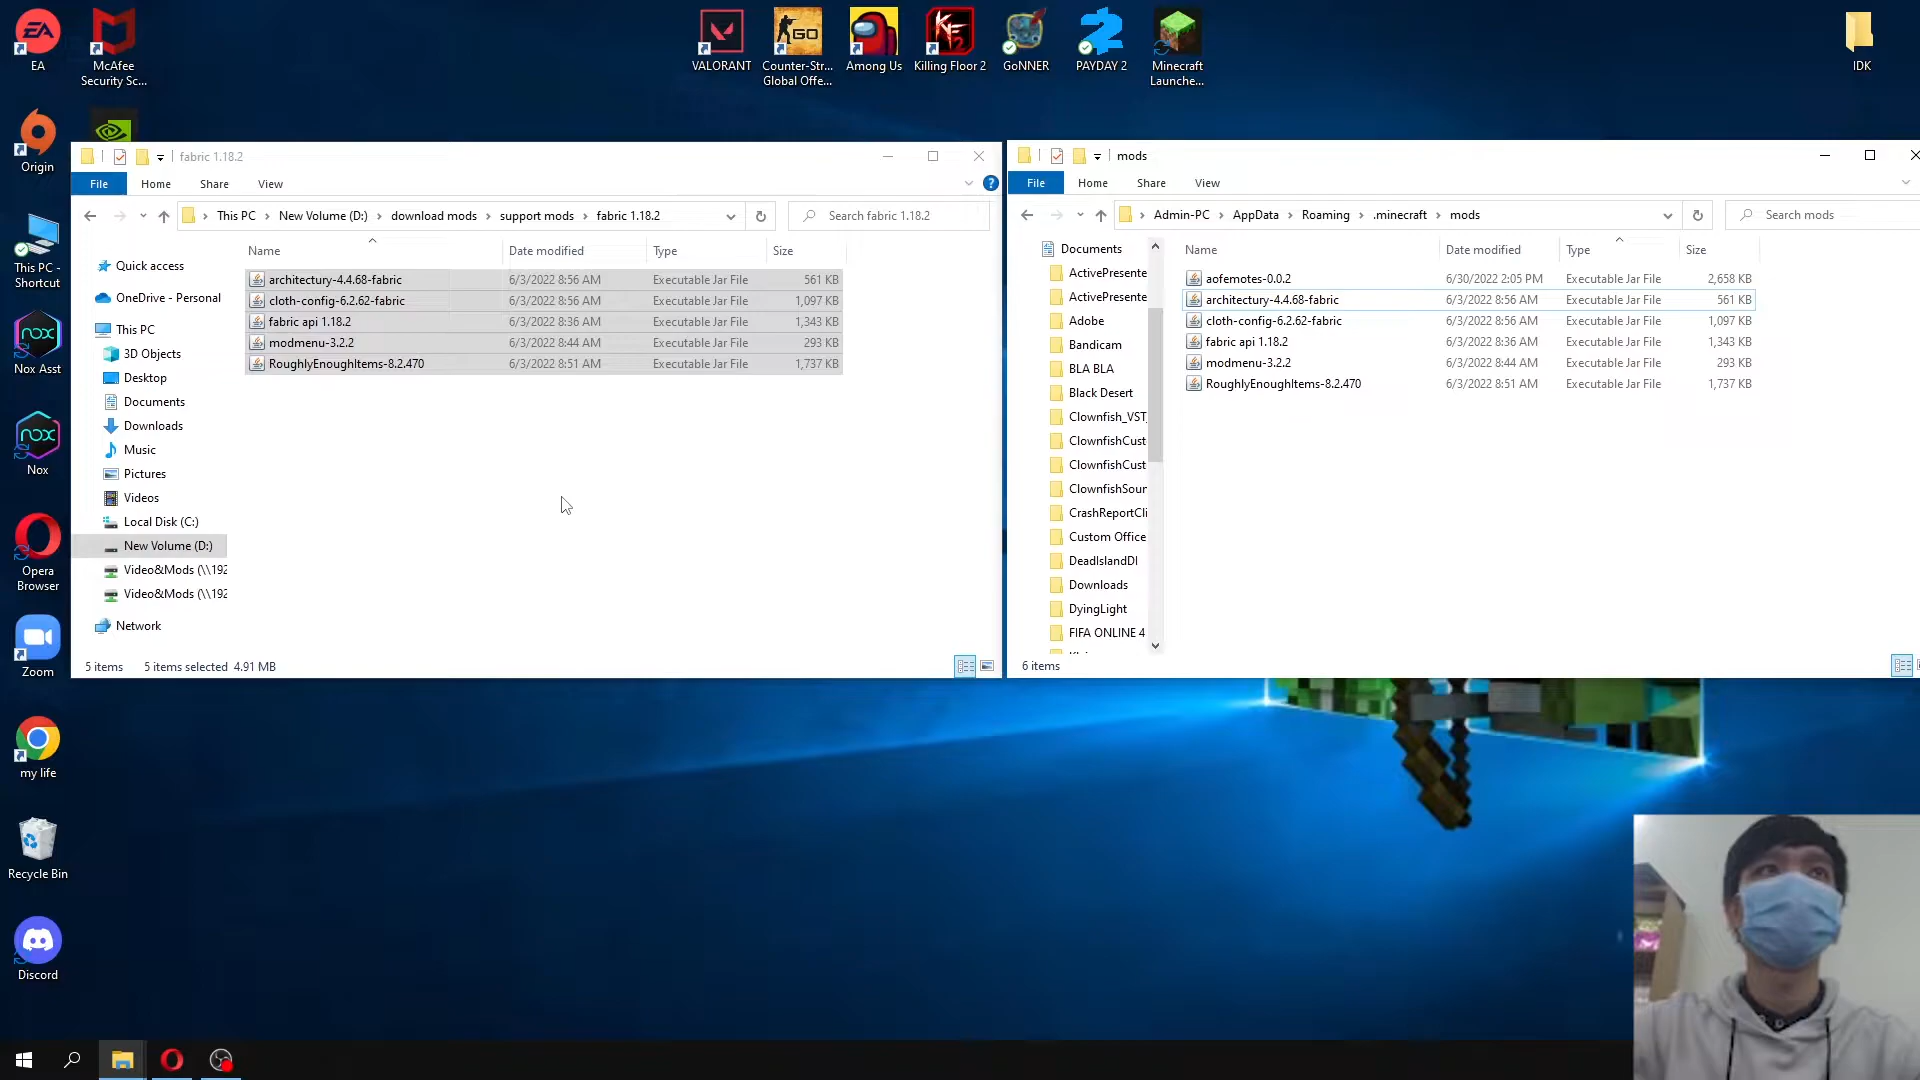 EA
McAfee
Security Sc...
VALORANT
Counter-Str...
Global Offe...
Among Us
Killing Floor 2
GoNNER
PAYDAY 2
Minecraft
Launche...
IDK
Origin
This PC -
Shortcut
Nox Asst
Nox
Opera
Browser
Zoom
my life
Recycle Bin
Discord
fabric 1.18.2
File Home Share View
This PC New Volume (D:) download mods support mods fabric 1.18.2
Search fabric 1.18.2
Name Date modified Type Size
architectury-4.4.68-fabric 6/3/2022 8:56 AM Executable Jar File 561 KB
cloth-config-6.2.62-fabric 6/3/2022 8:56 AM Executable Jar File 1,097 KB
fabric api 1.18.2 6/3/2022 8:36 AM Executable Jar File 1,343 KB
modmenu-3.2.2 6/3/2022 8:44 AM Executable Jar File 293 KB
RoughlyEnoughItems-8.2.470 6/3/2022 8:51 AM Executable Jar File 1,737 KB
Quick access
OneDrive - Personal
This PC
3D Objects
Desktop
Documents
Downloads
Music
Pictures
Videos
Local Disk (C:)
New Volume (D:)
Video&Mods (\\192
Video&Mods (\\192
Network
5 items 5 items selected 4.91 MB
mods
File Home Share View
Admin-PC AppData Roaming .minecraft mods
Search mods
Name Date modified Type Size
aofemotes-0.0.2 6/30/2022 2:05 PM Executable Jar File 2,658 KB
architectury-4.4.68-fabric 6/3/2022 8:56 AM Executable Jar File 561 KB
cloth-config-6.2.62-fabric 6/3/2022 8:56 AM Executable Jar File 1,097 KB
fabric api 1.18.2 6/3/2022 8:36 AM Executable Jar File 1,343 KB
modmenu-3.2.2 6/3/2022 8:44 AM Executable Jar File 293 KB
RoughlyEnoughItems-8.2.470 6/3/2022 8:51 AM Executable Jar File 1,737 KB
Documents
ActivePresente
ActivePresente
Adobe
Bandicam
BLA BLA
Black Desert
Clownfish_VST_
ClownfishCust
ClownfishCust
ClownfishSour
CrashReportCli
Custom Office
DeadIslandDI
Downloads
DyingLight
FIFA ONLINE 4
6 items